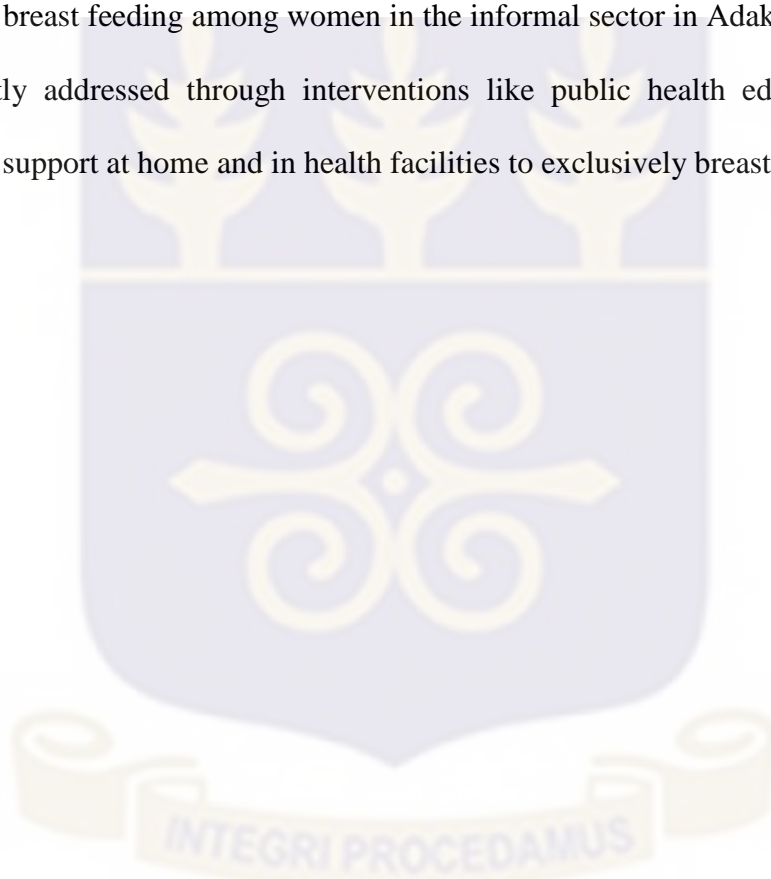 breast feeding among women in the informal sector in Adak
tly addressed through interventions like public health ed
support at home and in health facilities to exclusively breast
INTEGRI PROCEDAMUS